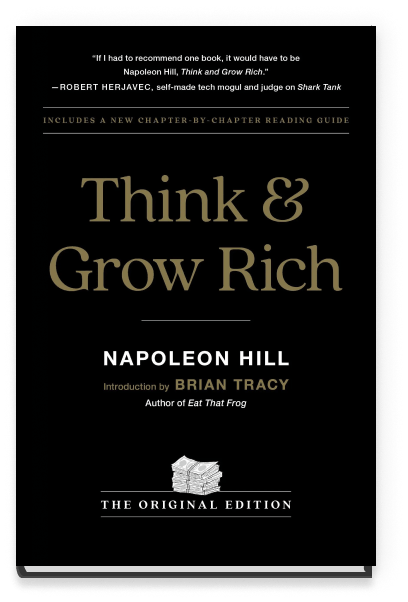 “If I had to recommend one book, it would have to be
Napoleon Hill, Think and Grow Rich.”
—ROBERT HERJAVEC, self-made tech mogul and judge on Shark Tank
INCLUDES A NEW CHAPTER-BY-CHAPTER READING GUIDE
Think &
Grow Rich
NAPOLEON HILL
Introduction by BRIAN TRACY
Author of Eat That Frog
THE ORIGINAL EDITION